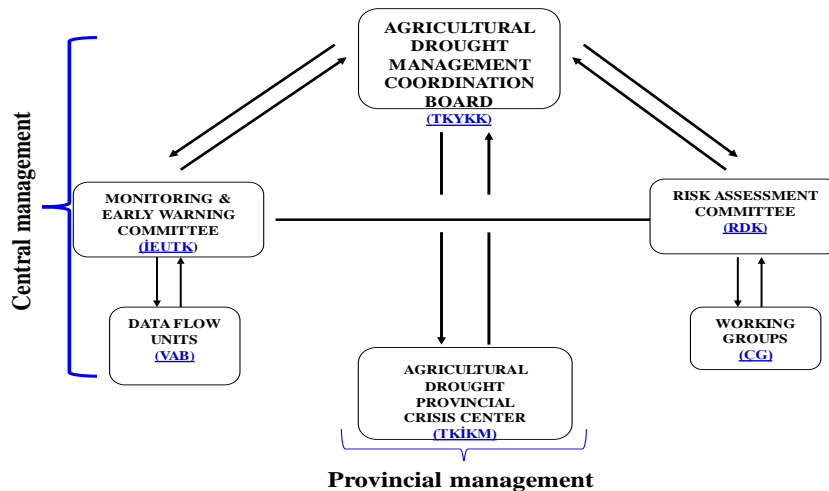 AGRICULTURAL
DROUGHT
MANAGEMENT
COORDINATION
BOARD
(TKYKK)
Central management
MONITORING &
EARLY WARNING
COMMITTEE
(İEUTK)
RISK ASSESSMENT
COMMITTEE
(RDK)
DATA FLOW
UNITS
(VAB)
WORKING
GROUPS
(ÇG)
AGRICULTURAL
DROUGHT
PROVINCIAL
CRISIS CENTER
(TKİKM)
Provincial management